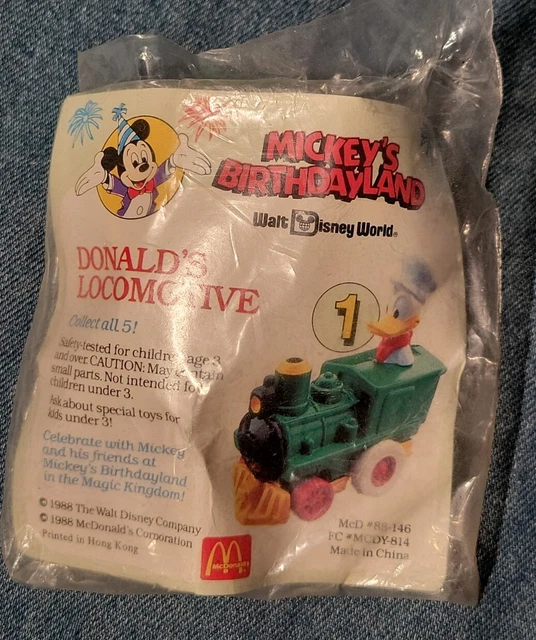 MICKEY'S
BIRTHDAYLAND
Walt Disney World®
DONALD'S
LOCOMOTIVE
Collect all 5!
1
Safety-tested for children age 3
and over. CAUTION: May contain
small parts. Not intended for
children under 3.
Ask about special toys for
kids under 3!
Celebrate with Mickey
and his friends at
Mickey's Birthdayland
in the Magic Kingdom!
© 1988 The Walt Disney Company
© 1988 McDonald's Corporation
Printed in Hong Kong
McDonald's
McD #88-146
FC #MCDY-814
Made in China